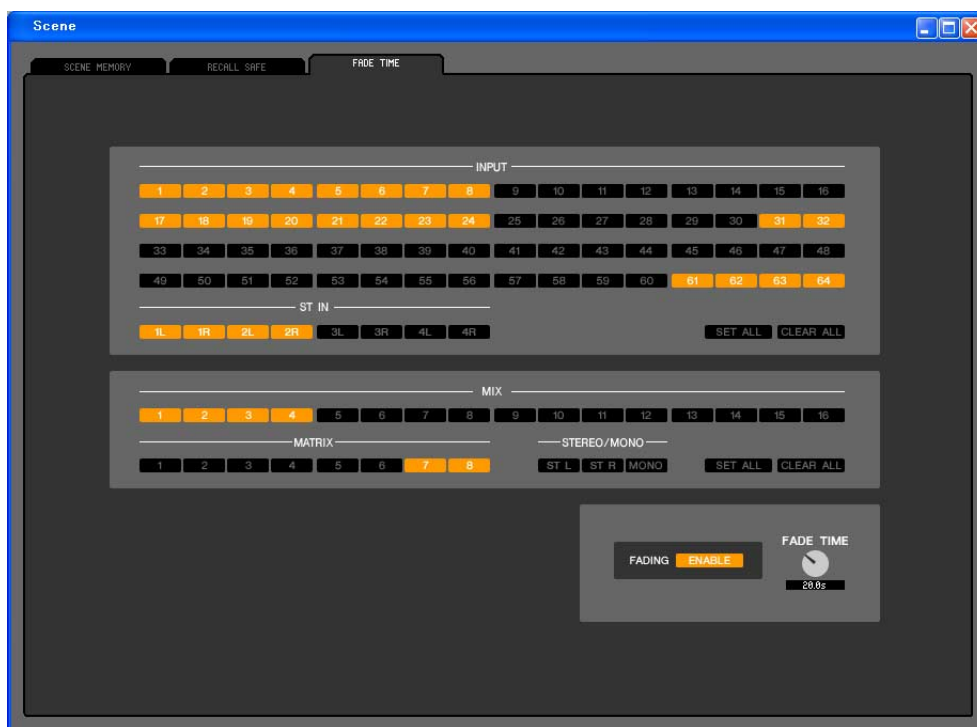 Scene
SCENE MEMORY RECALL SAFE FADE TIME
INPUT
1 2 3 4 5 6 7 8 9 10 11 12 13 14 15 16
17 18 19 20 21 22 23 24 25 26 27 28 29 30 31 32
33 34 35 36 37 38 39 40 41 42 43 44 45 46 47 48
49 50 51 52 53 54 55 56 57 58 59 60 61 62 63 64
ST IN
1L 1R 2L 2R 3L 3R 4L 4R SET ALL CLEAR ALL
MIX
1 2 3 4 5 6 7 8 9 10 11 12 13 14 15 16
MATRIX STEREO/MONO
1 2 3 4 5 6 7 8 ST L ST R MONO SET ALL CLEAR ALL
FADE TIME
FADING ENABLE
20.0s